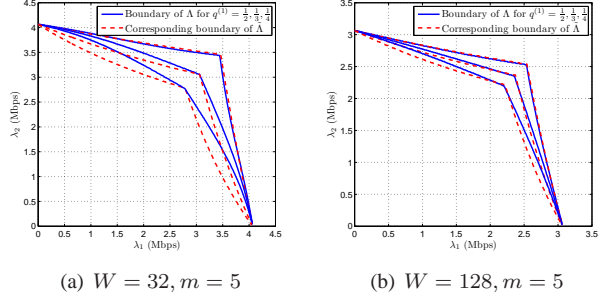 Boundary of Λ for q⁽¹⁾ = 1/2, 1/3, 1/4
Corresponding boundary of Λ̂
4.5
4
3.5
3
2.5
2
1.5
1
0.5
0
λ₂ (Mbps)
0 0.5 1 1.5 2 2.5 3 3.5 4 4.5
λ₁ (Mbps)
(a) W = 32, m = 5
Boundary of Λ for q⁽¹⁾ = 1/2, 1/3, 1/4
Corresponding boundary of Λ̂
3.5
3
2.5
2
1.5
1
0.5
0
λ₂ (Mbps)
0 0.5 1 1.5 2 2.5 3 3.5
λ₁ (Mbps)
(b) W = 128, m = 5